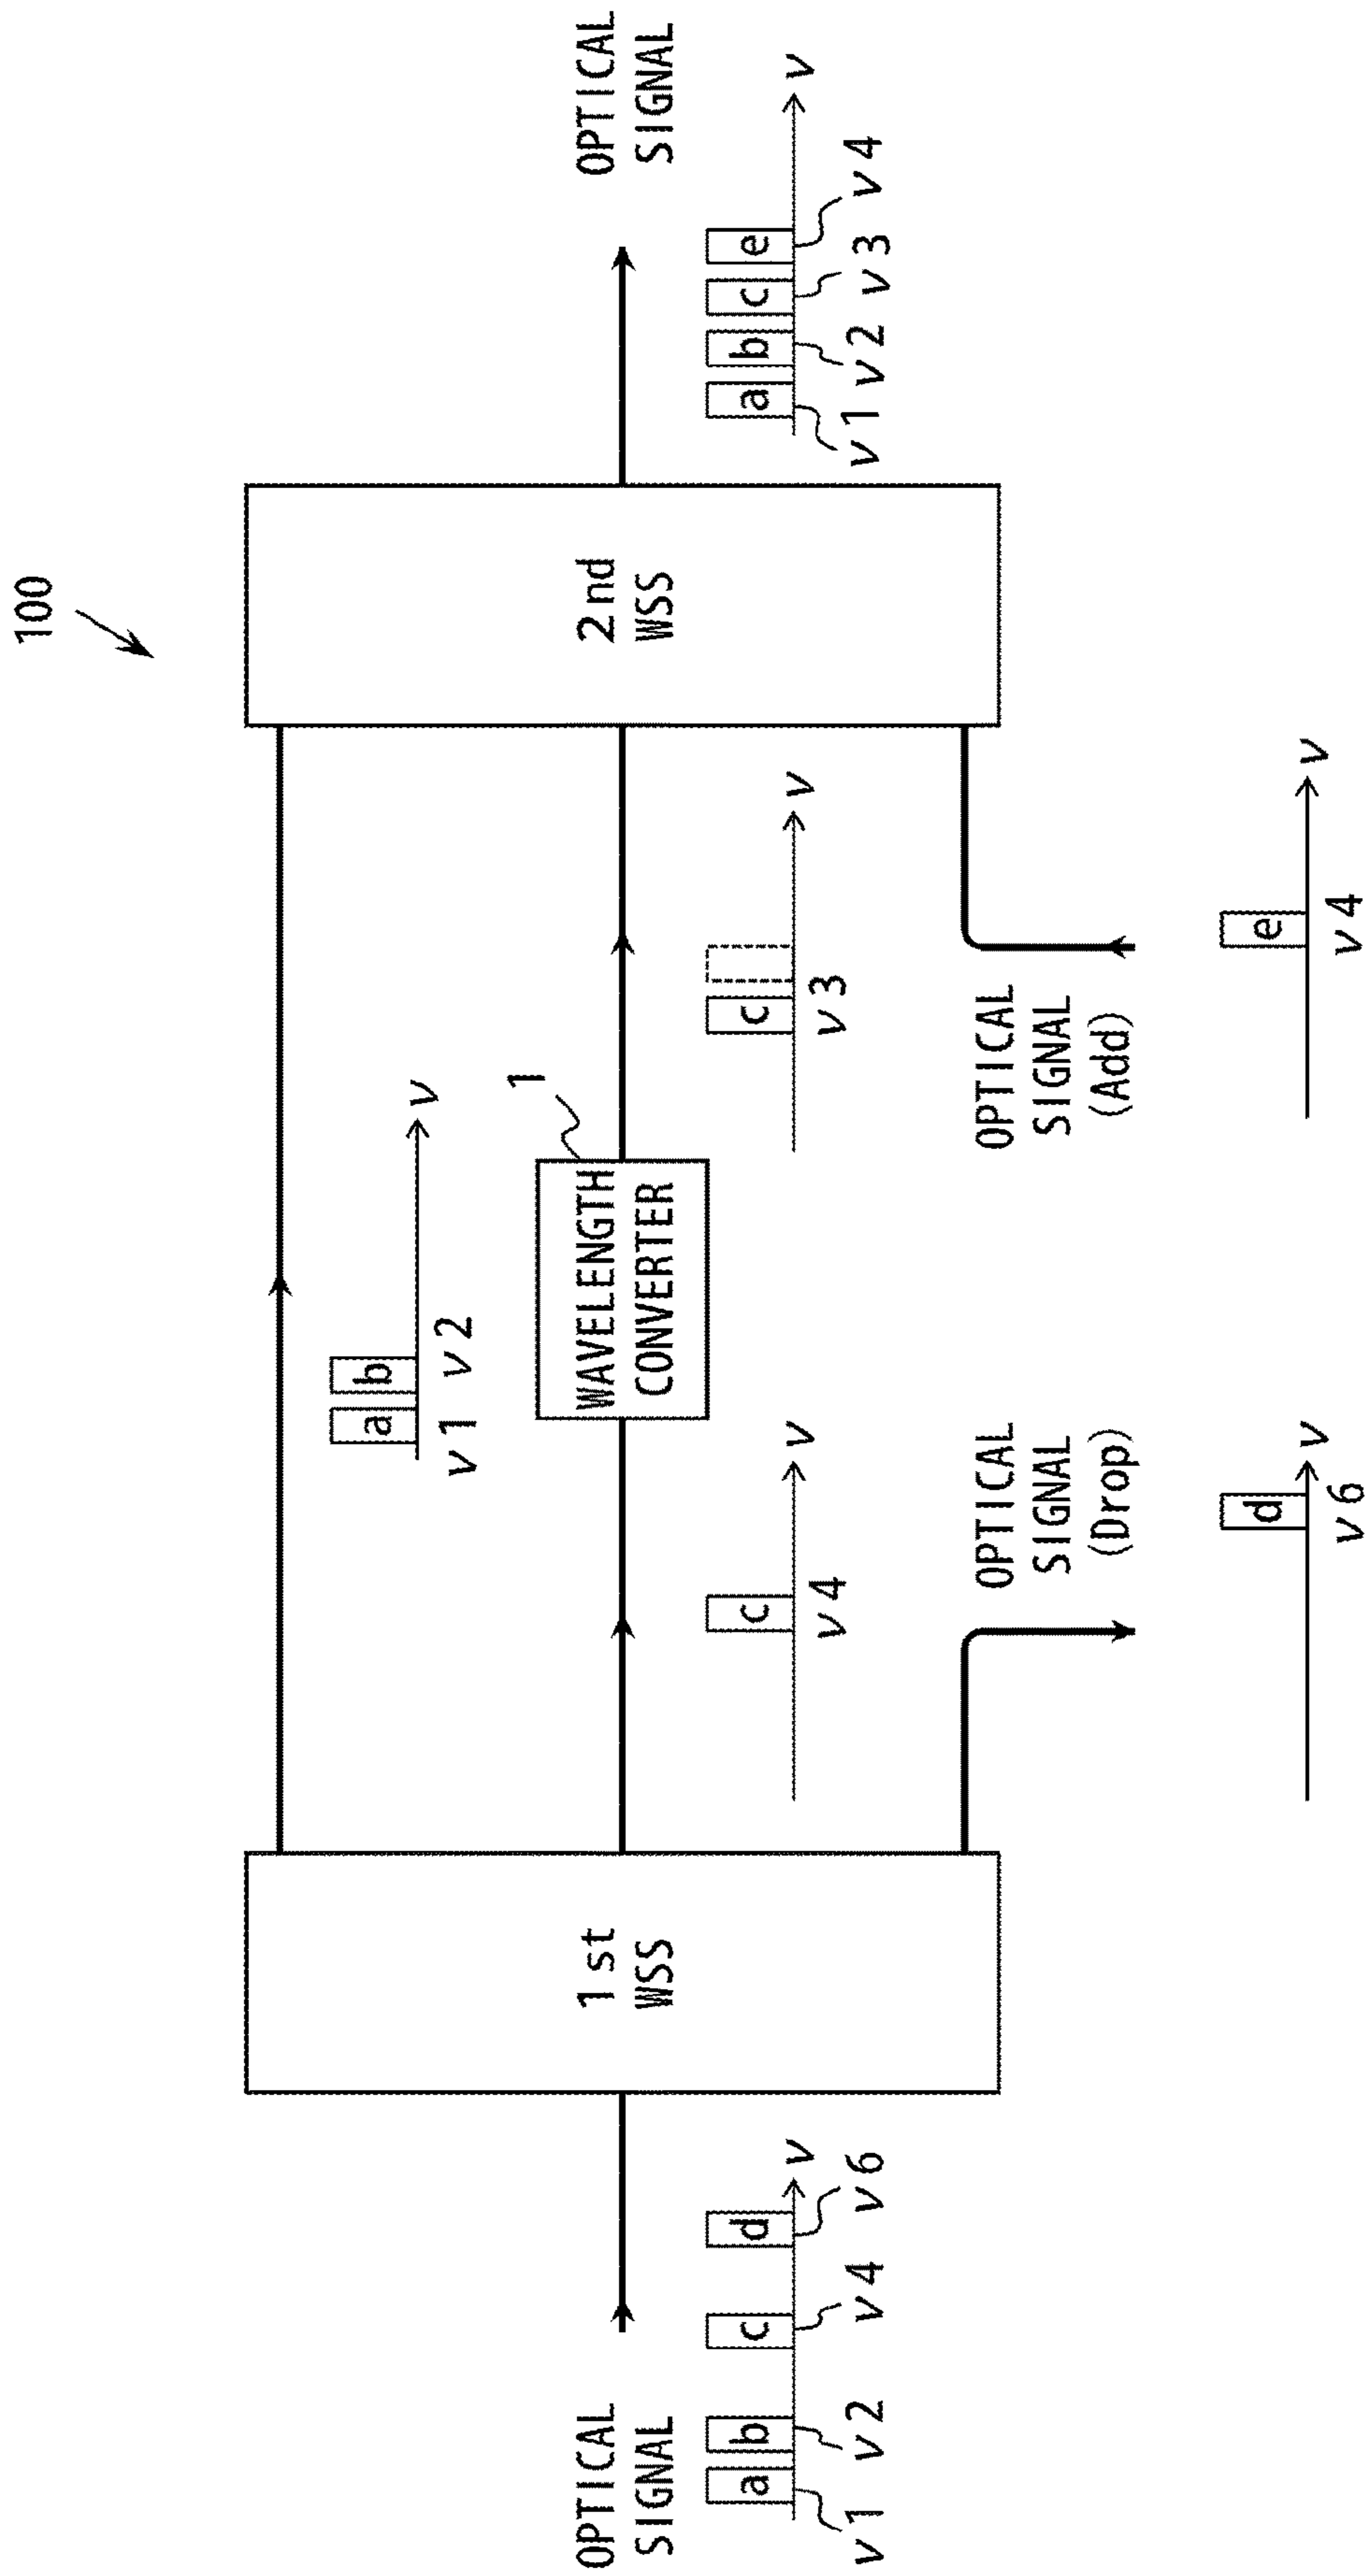 100
OPTICAL
SIGNAL
a b c d ν
ν1 ν2 ν4 ν6
1st
WSS
a b ν
ν1 ν2
c ν
ν4
WAVELENGTH
CONVERTER
1
c ν
ν3
OPTICAL
SIGNAL
(Drop)
d ν
ν6
OPTICAL
SIGNAL
(Add)
e ν
ν4
2nd
WSS
OPTICAL
SIGNAL
a b c e ν
ν1 ν2 ν3 ν4